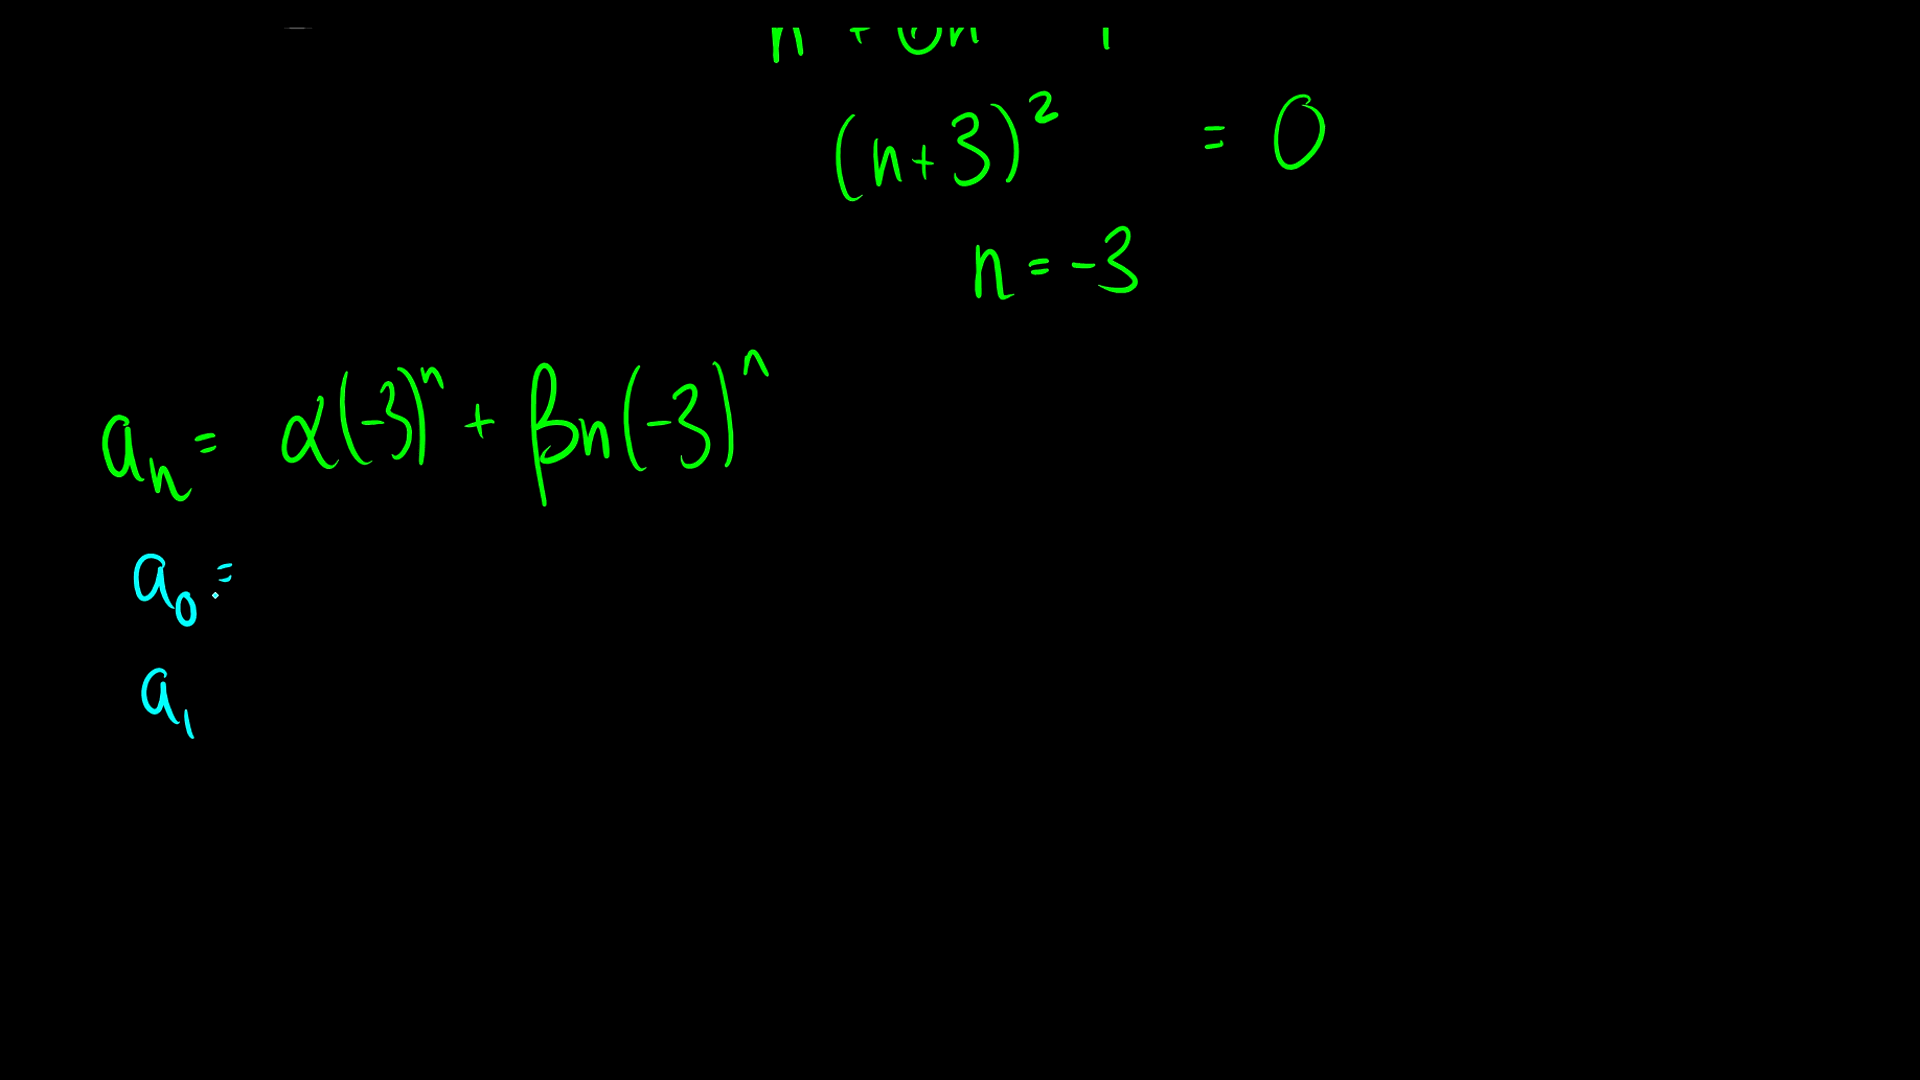 (n+3)² = 0
n = -3
aₙ = α(-3)ⁿ + βn(-3)ⁿ
a₀ =
a₁